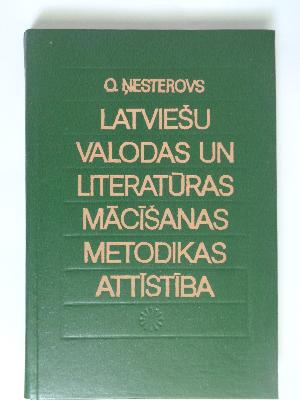 O. ŅESTEROVS
LATVIEŠU
VALODAS UN
LITERATŪRAS
MĀCĪŠANAS
METODIKAS
ATTĪSTĪBA